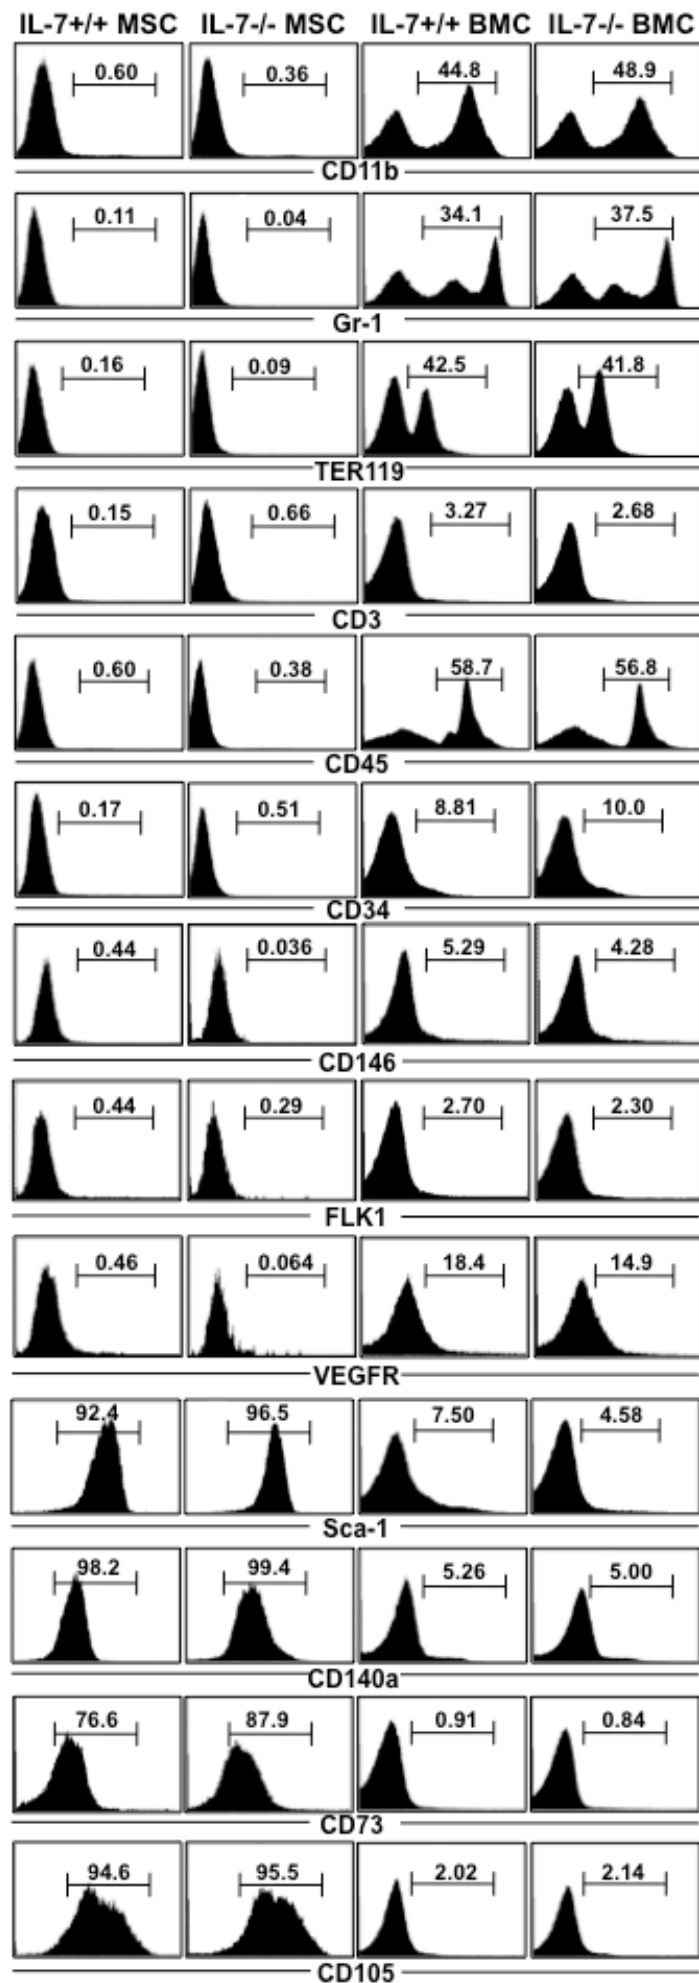 IL-7+/+ MSC IL-7-/- MSC IL-7+/+ BMC IL-7-/- BMC
0.60 0.36 44.8 48.9
CD11b
0.11 0.04 34.1 37.5
Gr-1
0.16 0.09 42.5 41.8
TER119
0.15 0.66 3.27 2.68
CD3
0.60 0.38 58.7 56.8
CD45
0.17 0.51 8.81 10.0
CD34
0.44 0.036 5.29 4.28
CD146
0.44 0.29 2.70 2.30
FLK1
0.46 0.064 18.4 14.9
VEGFR
92.4 96.5 7.50 4.58
Sca-1
98.2 99.4 5.26 5.00
CD140a
76.6 87.9 0.91 0.84
CD73
94.6 95.5 2.02 2.14
CD105